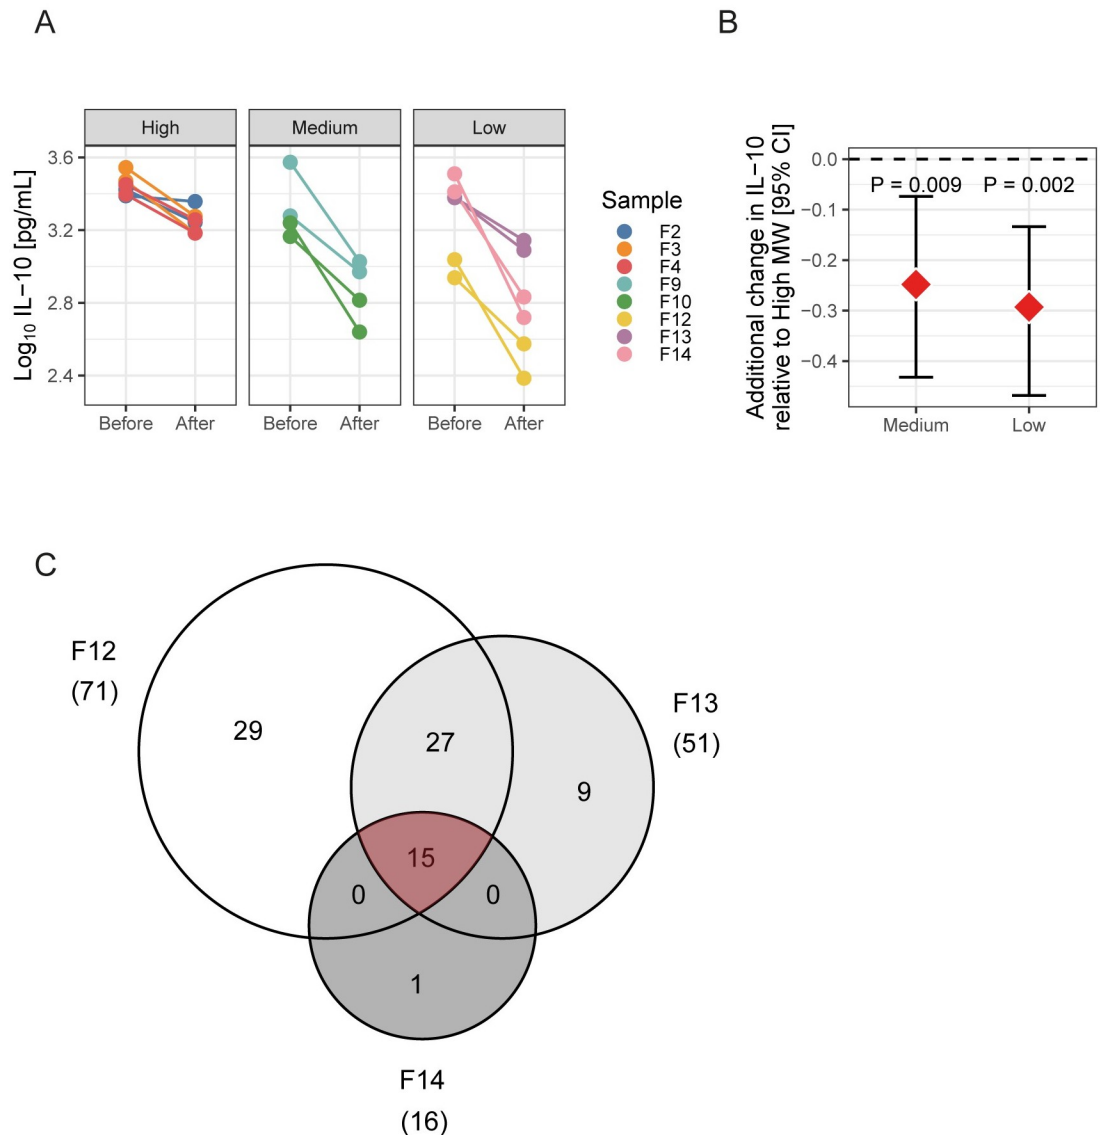 A
High
Medium
Low
Log₁₀ IL−10 [pg/mL]
3.6
3.2
2.8
2.4
Before
After
Before
After
Before
After
Sample
F2
F3
F4
F9
F10
F12
F13
F14
B
Additional change in IL−10
relative to High MW [95% CI]
0.0
−0.1
−0.2
−0.3
−0.4
P = 0.009
P = 0.002
Medium
Low
C
F12
(71)
29
27
F13
(51)
9
15
0
0
1
F14
(16)